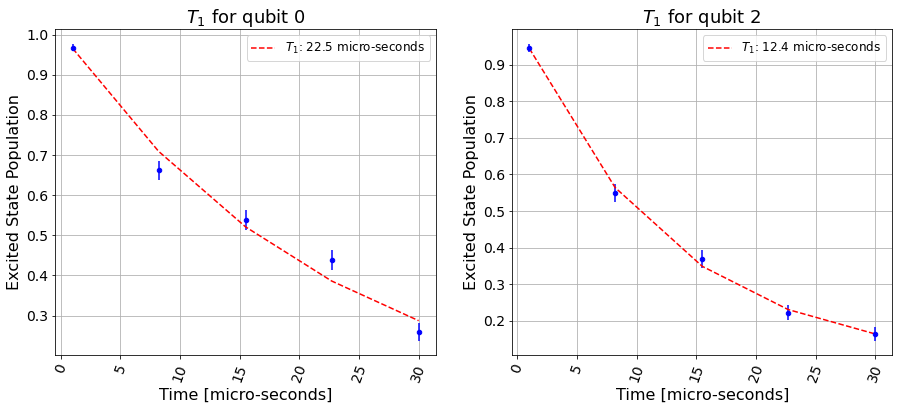 T₁ for qubit 0
T₁: 22.5 micro-seconds
1.0
0.9
0.8
0.7
0.6
0.5
0.4
0.3
Excited State Population
0 5 10 15 20 25 30
Time [micro-seconds]
T₁ for qubit 2
T₁: 12.4 micro-seconds
0.9
0.8
0.7
0.6
0.5
0.4
0.3
0.2
Excited State Population
0 5 10 15 20 25 30
Time [micro-seconds]